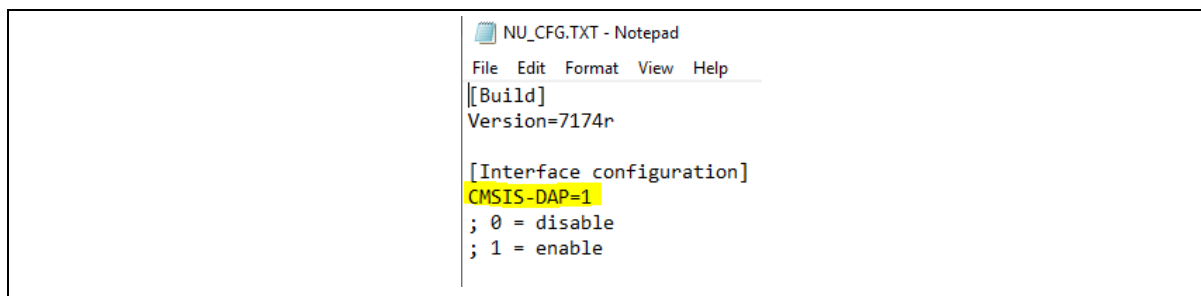 NU_CFG.TXT - Notepad
File Edit Format View Help
[Build]
Version=7174r
[Interface configuration]
CMSIS-DAP=1
; 0 = disable
; 1 = enable